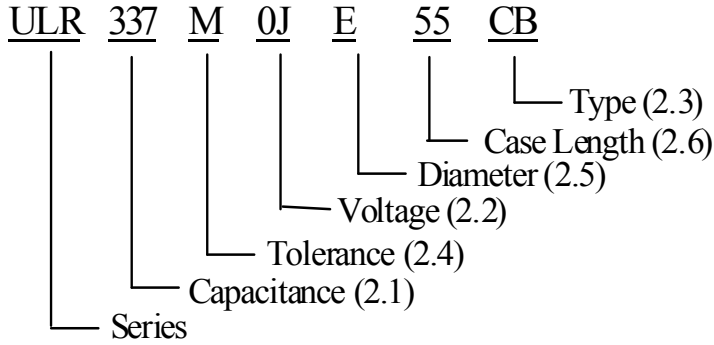 ULR 337 M 0J E 55 CB
Type (2.3)
Case Length (2.6)
Diameter (2.5)
Voltage (2.2)
Tolerance (2.4)
Capacitance (2.1)
Series